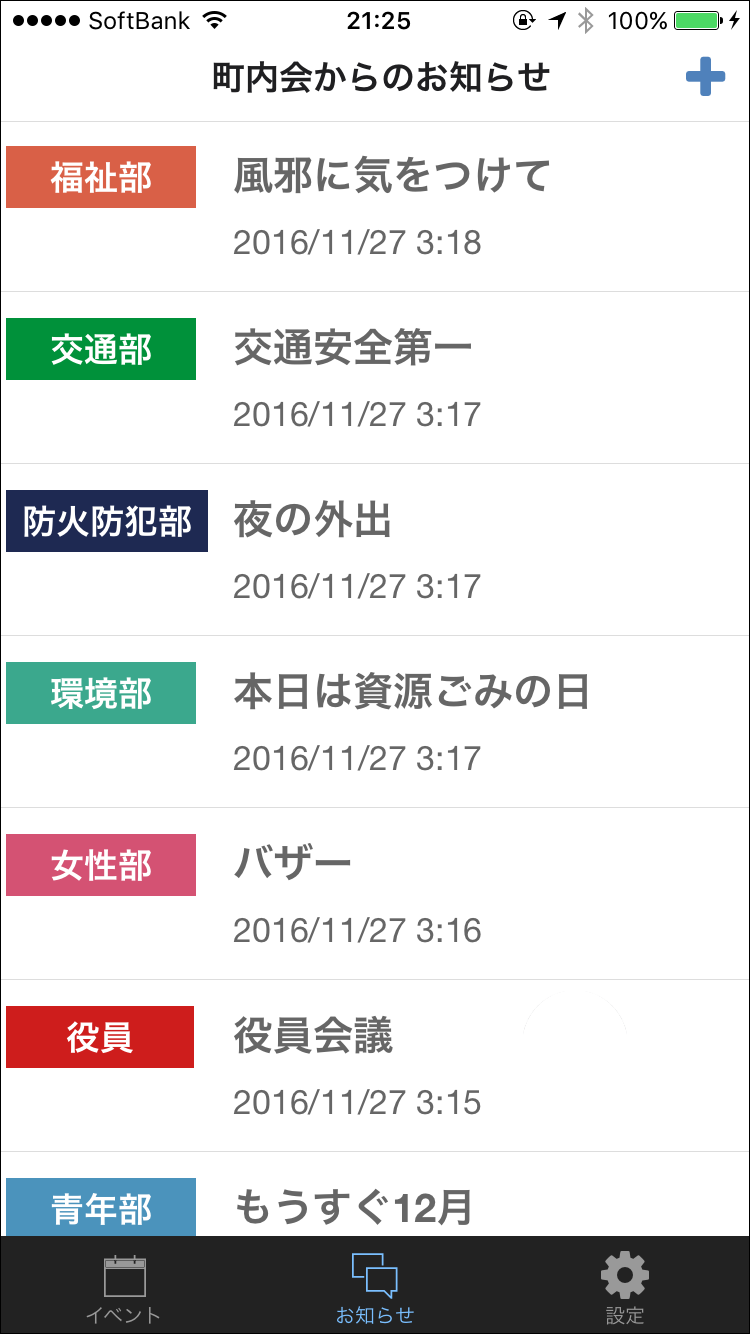 SoftBank 21:25 100%
町内会からのお知らせ
福祉部 風邪に気をつけて
2016/11/27 3:18
交通部 交通安全第一
2016/11/27 3:17
防火防犯部 夜の外出
2016/11/27 3:17
環境部 本日は資源ごみの日
2016/11/27 3:17
女性部 バザー
2016/11/27 3:16
役員 役員会議
2016/11/27 3:15
青年部 もうすぐ12月
イベント お知らせ 設定